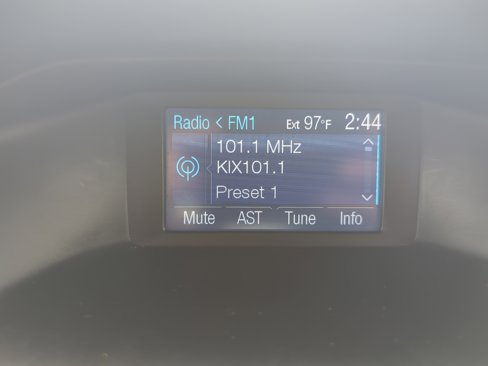 Radio < FM1 Ext 97°F 2:44
101.1 MHz
KIX101.1
Preset 1
Mute AST Tune Info